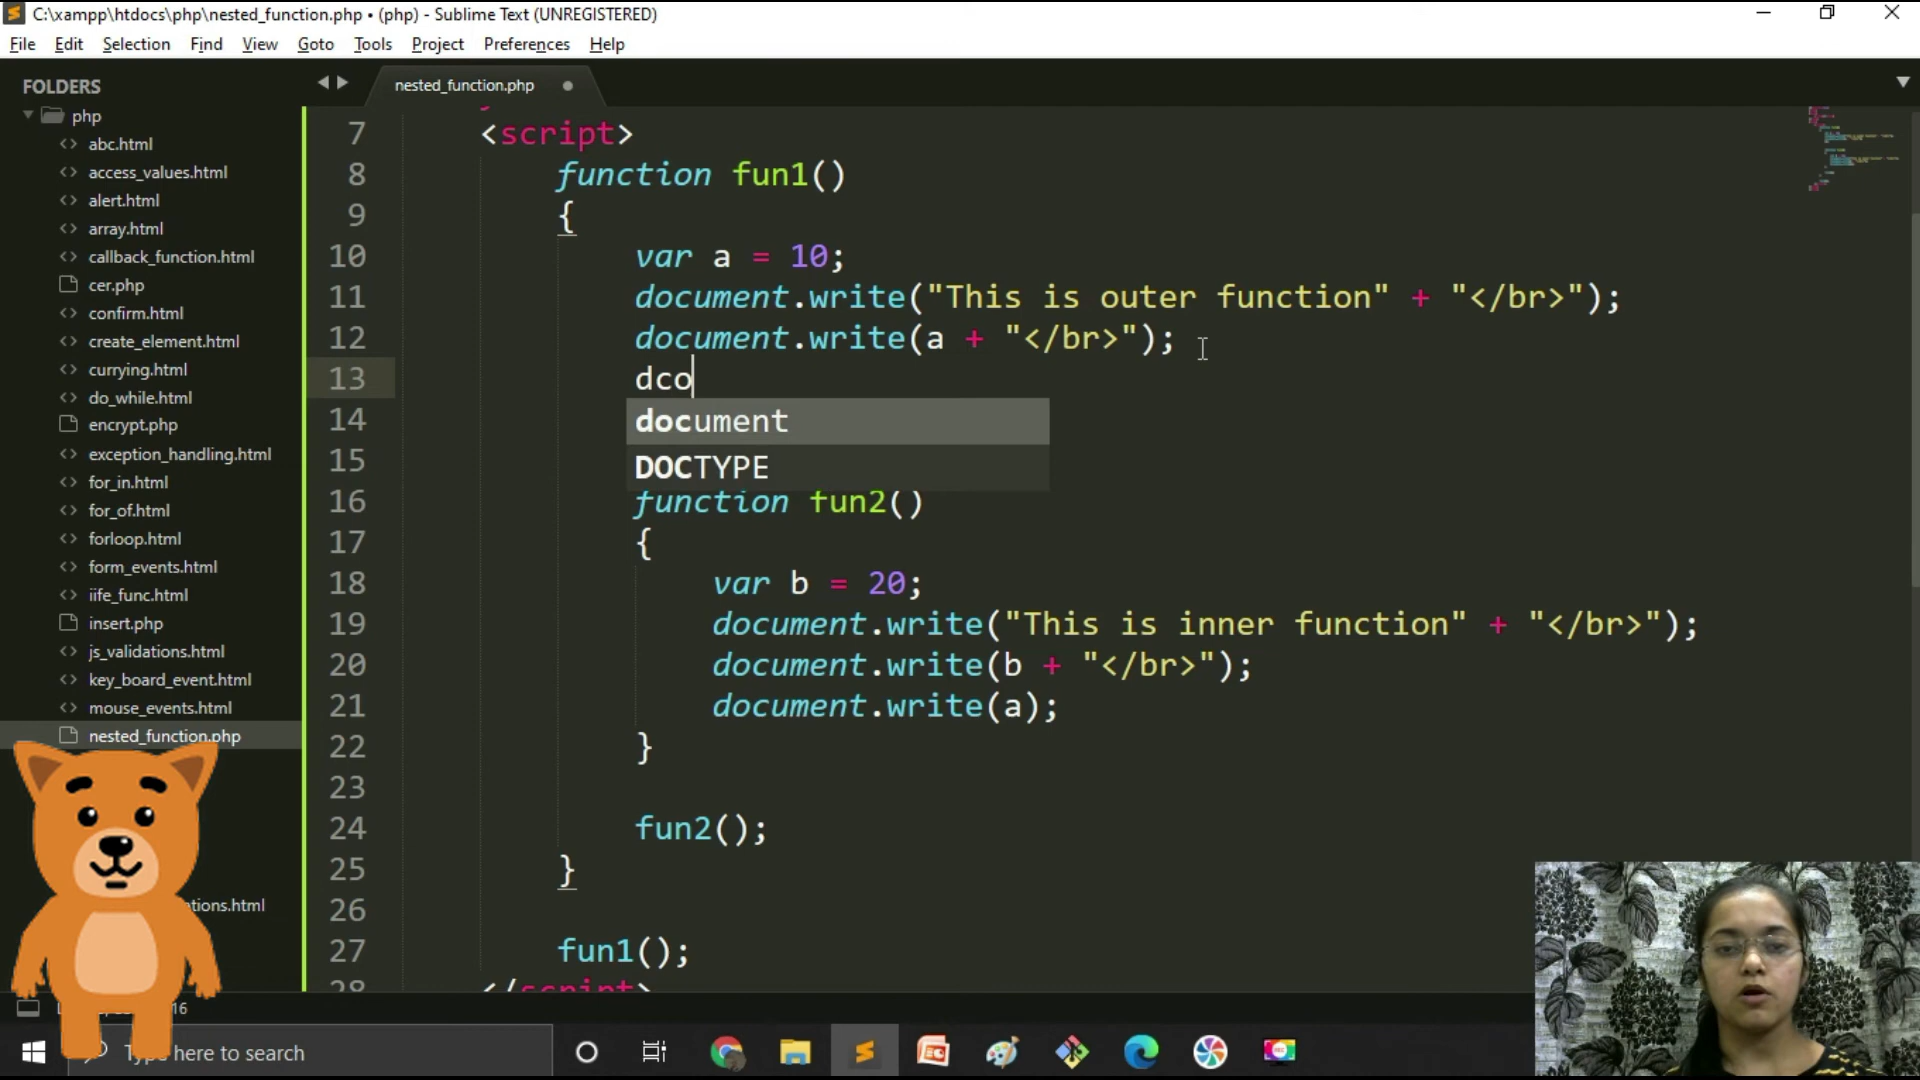 C:\xampp\htdocs\php\nested_function.php • (php) - Sublime Text (UNREGISTERED)
File Edit Selection Find View Goto Tools Project Preferences Help
FOLDERS
php
abc.html
access_values.html
alert.html
array.html
callback_function.html
cer.php
confirm.html
create_element.html
currying.html
do_while.html
encrypt.php
exception_handling.html
for_in.html
for_of.html
forloop.html
form_events.html
iife_func.html
insert.php
js_validations.html
key_board_event.html
mouse_events.html
nested_function.php
tions.html
nested_function.php
7 <script>
8 function fun1()
9 {
10 var a = 10;
11 document.write("This is outer function" + "</br>");
12 document.write(a + "</br>");
13 dco
14 document
15 DOCTYPE
16 function fun2()
17 {
18 var b = 20;
19 document.write("This is inner function" + "</br>");
20 document.write(b + "</br>");
21 document.write(a);
22 }
23
24 fun2();
25 }
26
27 fun1();
28 </script>
16
Type here to search